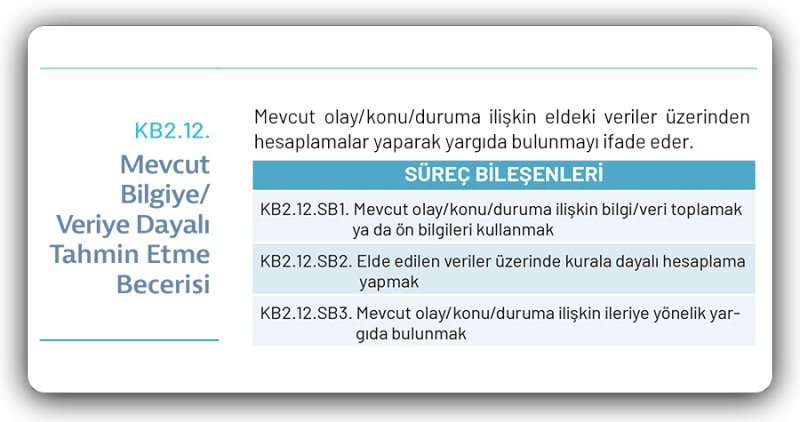 KB2.12.
Mevcut
Bilgiye/
Veriye Dayalı
Tahmin Etme
Becerisi
Mevcut olay/konu/duruma ilişkin eldeki veriler üzerinden
hesaplamalar yaparak yargıda bulunmayı ifade eder.
SÜREÇ BİLEŞENLERİ
KB2.12.SB1. Mevcut olay/konu/duruma ilişkin bilgi/veri toplamak
ya da ön bilgileri kullanmak
KB2.12.SB2. Elde edilen veriler üzerinde kurala dayalı hesaplama
yapmak
KB2.12.SB3. Mevcut olay/konu/duruma ilişkin ileriye yönelik yar-
gıda bulunmak